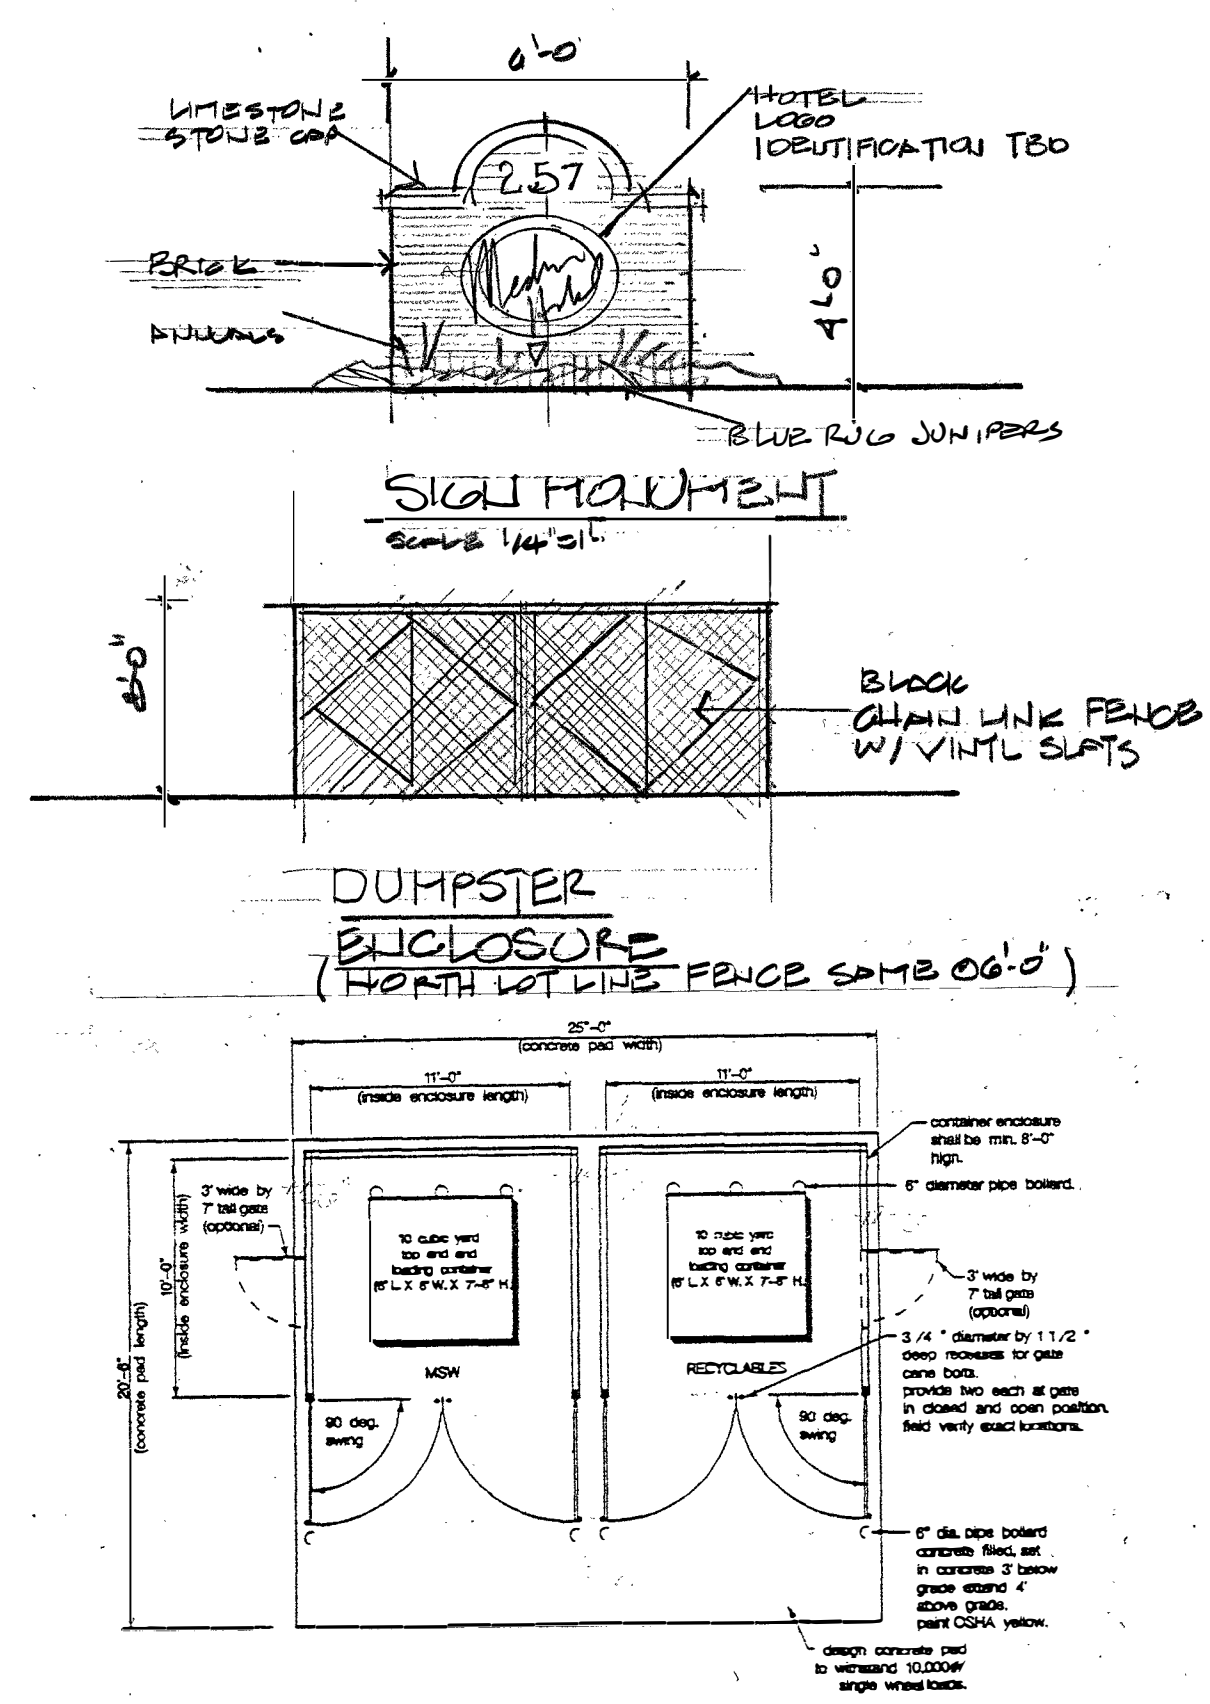 6'-0"
LIMESTONE
STONE CAP
HOTEL
LOGO
IDENTIFICATION TBD
257
BRICK
ANNUALS
4'-0"
BLUE RUG JUNIPERS
SIGN MONUMENT
SCALE 1/4"=1'
8'-0"
BLACK
CHAIN LINK FENCE
W/ VINYL SLATS
DUMPSTER
ENCLOSURE
(NORTH LOT LINE FENCE SAME @6'-0")
25'-0"
(concrete pad width)
11'-0"
(inside enclosure length)
11'-0"
(inside enclosure length)
container enclosure
shall be min. 8'-0"
high.
6" diameter pipe bollard.
3' wide by
7' tall gate
(optional)
10'-0"
(inside enclosure width)
20'-6"
(concrete pad length)
10 cubic yard
top end end
loading container
(6' L X 6' W. X 7'-6" H.
10 cubic yard
top end end
loading container
(6' L X 6' W. X 7'-6" H.
3' wide by
7' tall gate
(optional)
3/4 " diameter by 1 1/2 "
deep recesses for gate
cane bolts.
provide two each at gate
in closed and open position.
field verify exact locations.
MSW
RECYCLABLES
90 deg.
swing
90 deg.
swing
6" dia. pipe bollard
concrete filled, set
in concrete 3' below
grade extend 4'
above grade.
paint OSHA yellow.
design concrete pad
to withstand 10,000#
single wheel loads.